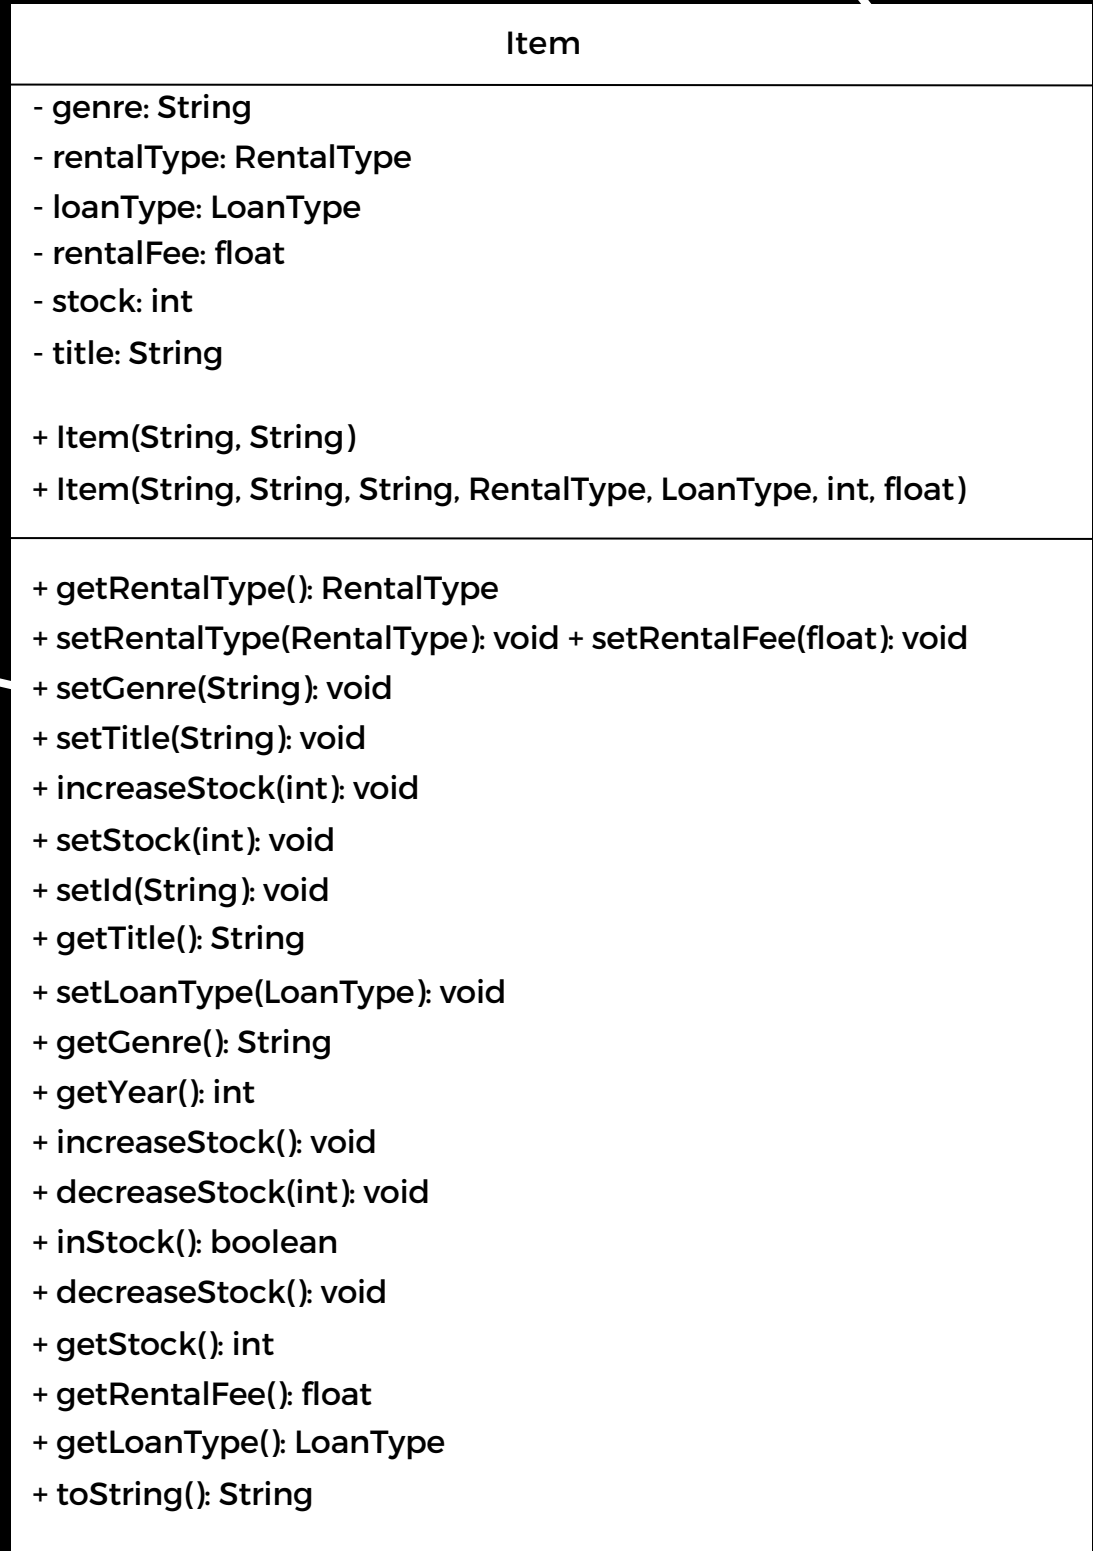 Item
- genre: String
- rentalType: RentalType
- loanType: LoanType
- rentalFee: float
- stock: int
- title: String
+ Item(String, String)
+ Item(String, String, String, RentalType, LoanType, int, float)
+ getRentalType(): RentalType
+ setRentalType(RentalType): void + setRentalFee(float): void
+ setGenre(String): void
+ setTitle(String): void
+ increaseStock(int): void
+ setStock(int): void
+ setId(String): void
+ getTitle(): String
+ setLoanType(LoanType): void
+ getGenre(): String
+ getYear(): int
+ increaseStock(): void
+ decreaseStock(int): void
+ inStock(): boolean
+ decreaseStock(): void
+ getStock(): int
+ getRentalFee(): float
+ getLoanType(): LoanType
+ toString(): String